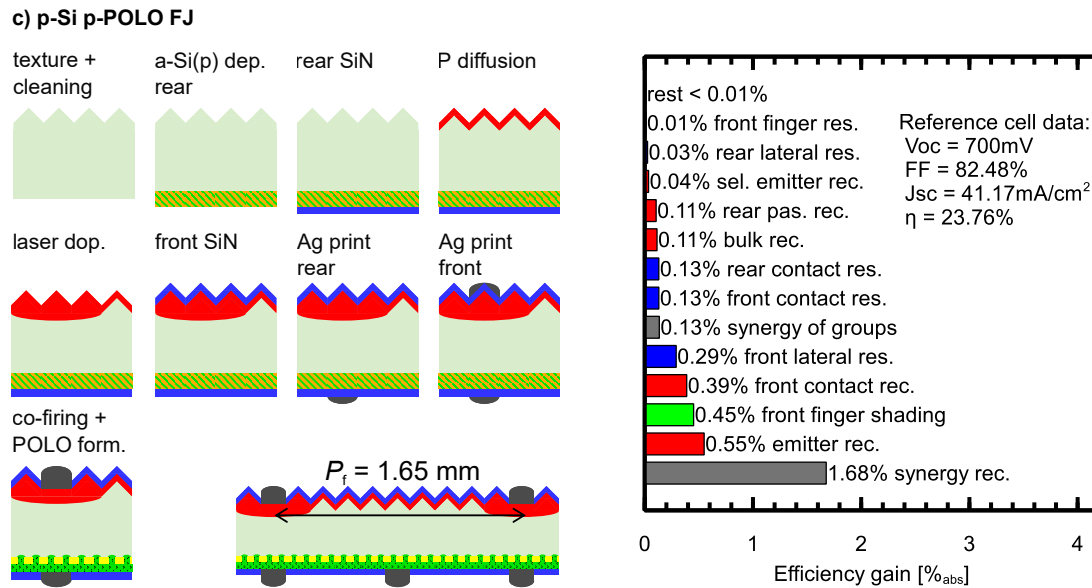 c) p-Si p-POLO FJ
texture +
cleaning
a-Si(p) dep.
rear
rear SiN
P diffusion
laser dop.
front SiN
Ag print
rear
Ag print
front
co-firing +
POLO form.
Pf = 1.65 mm
rest < 0.01%
0.01% front finger res.
0.03% rear lateral res.
0.04% sel. emitter rec.
0.11% rear pas. rec.
0.11% bulk rec.
0.13% rear contact res.
0.13% front contact res.
0.13% synergy of groups
0.29% front lateral res.
0.39% front contact rec.
0.45% front finger shading
0.55% emitter rec.
1.68% synergy rec.
Reference cell data:
Voc = 700mV
FF = 82.48%
Jsc = 41.17mA/cm²
η = 23.76%
0 1 2 3 4
Efficiency gain [%abs]